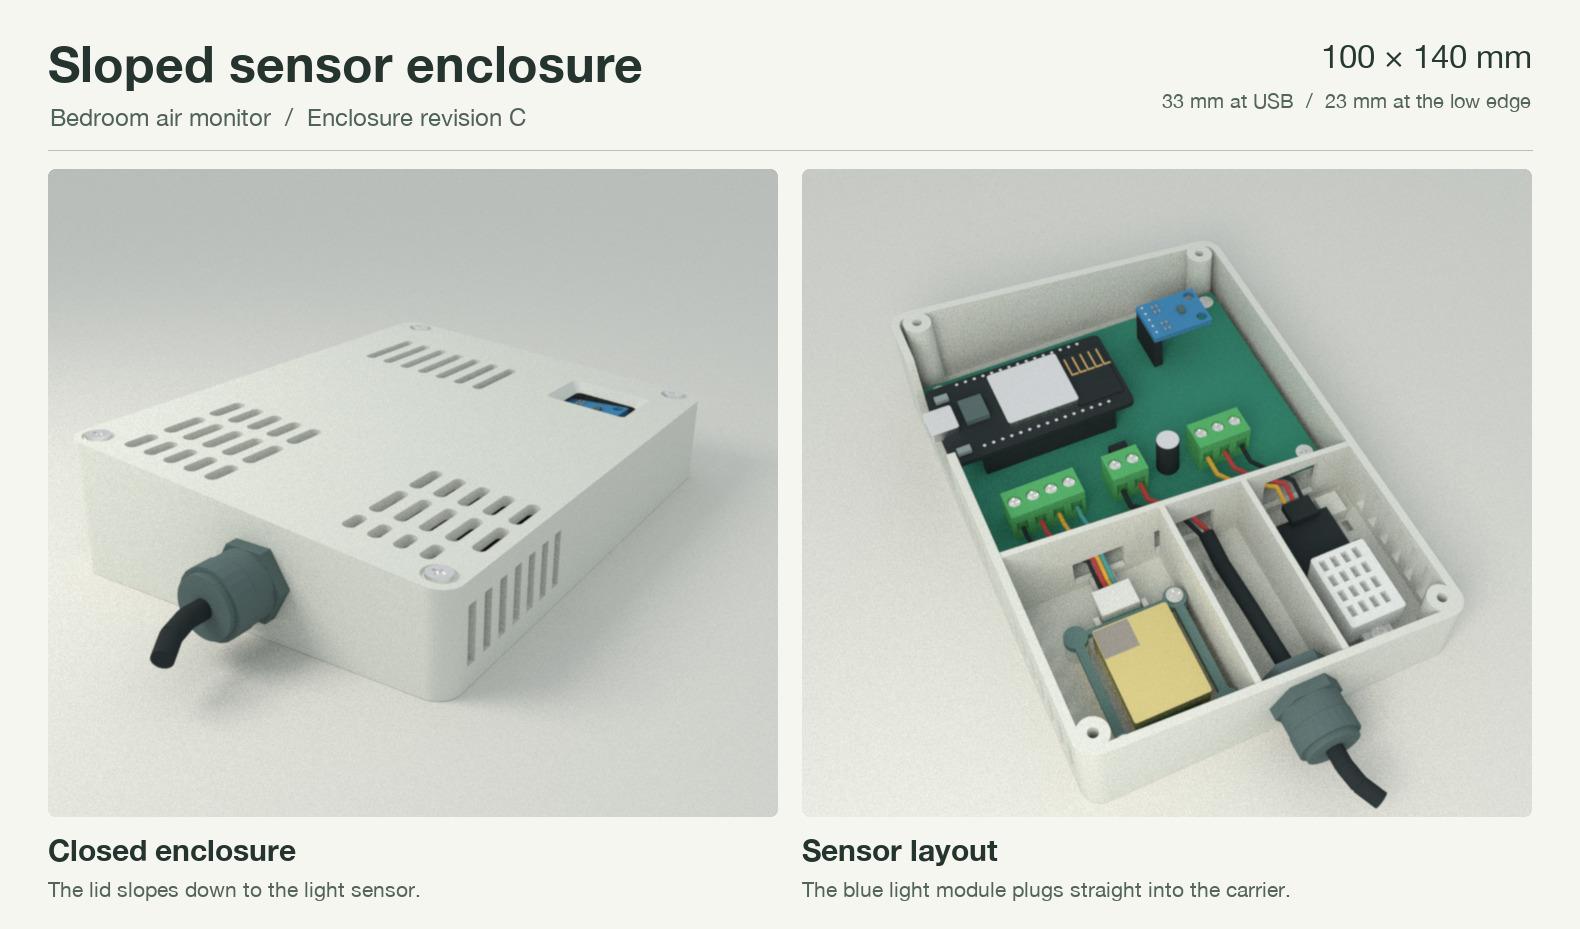 Sloped sensor enclosure
100 × 140 mm
Bedroom air monitor / Enclosure revision C
33 mm at USB / 23 mm at the low edge
Closed enclosure
The lid slopes down to the light sensor.
Sensor layout
The blue light module plugs straight into the carrier.